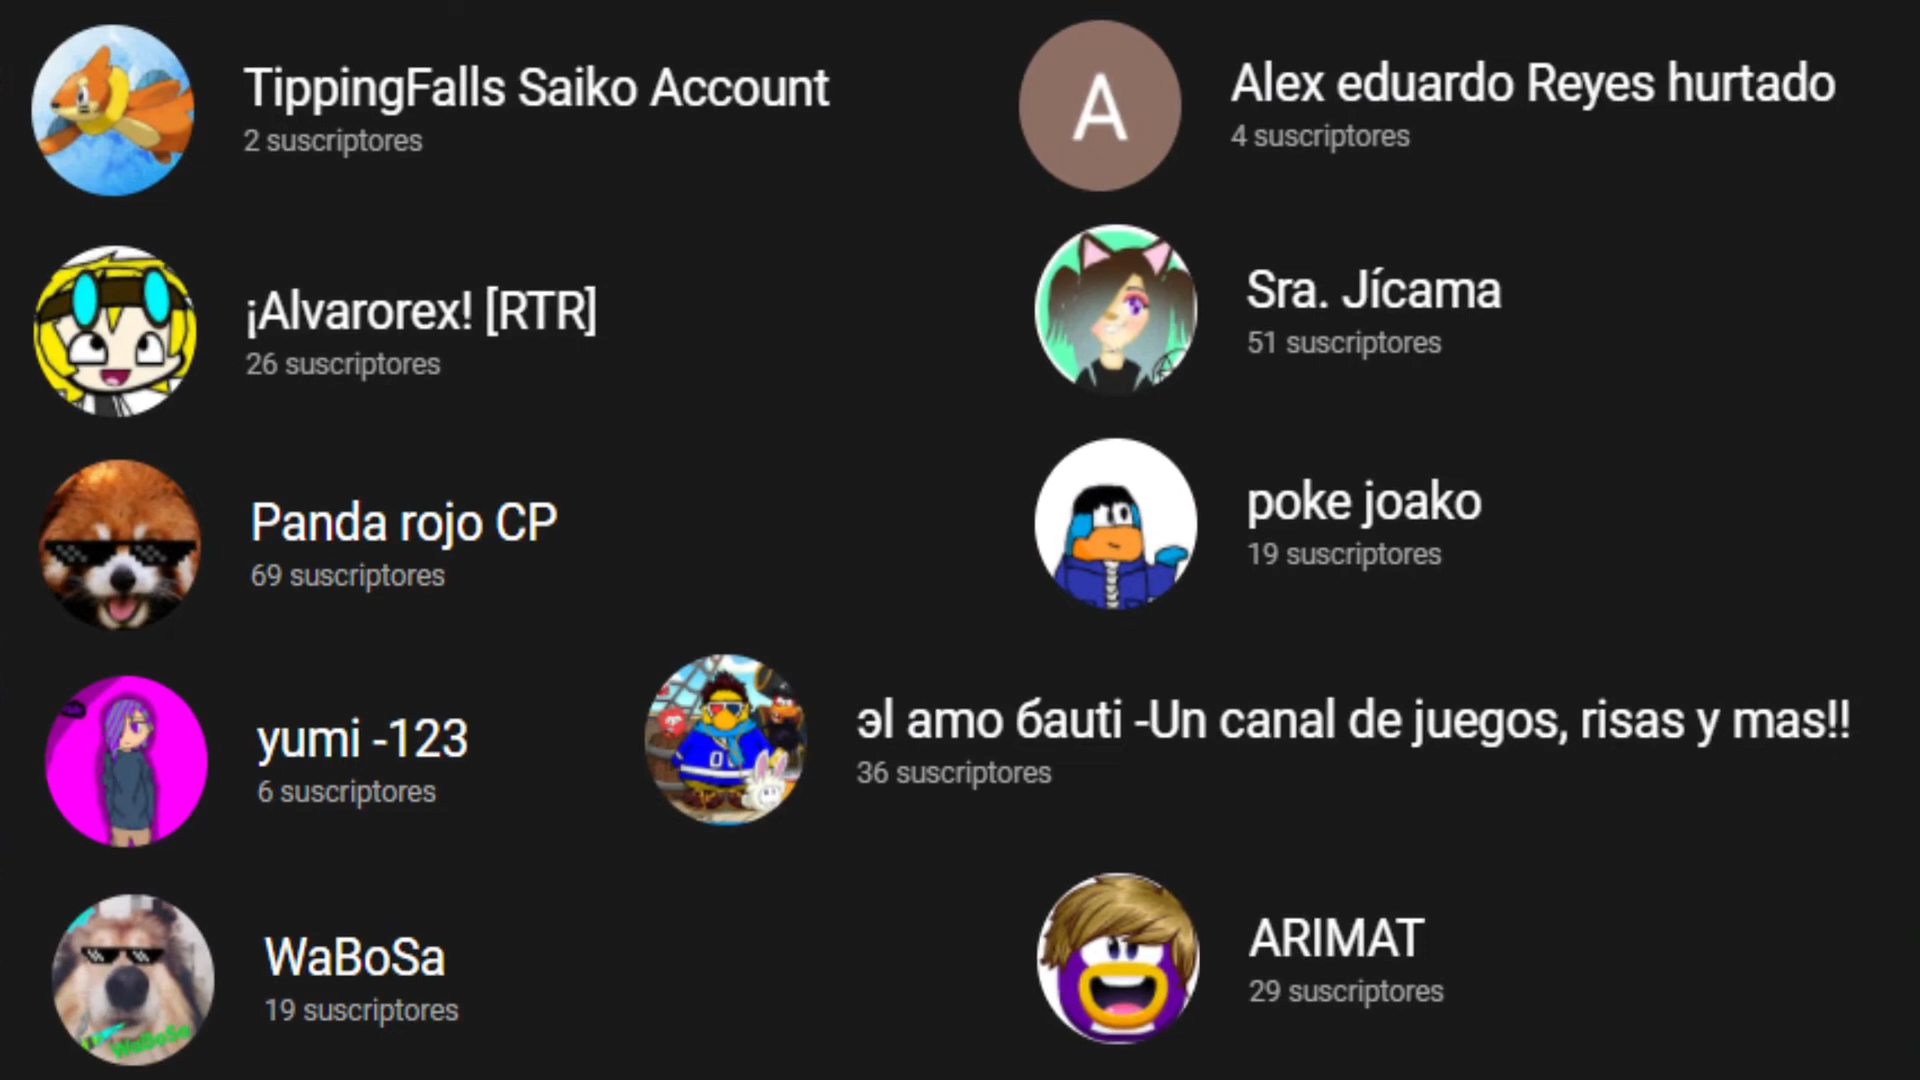 TippingFalls Saiko Account
2 suscriptores
A
Alex eduardo Reyes hurtado
4 suscriptores
¡Alvarorex! [RTR]
26 suscriptores
Sra. Jícama
51 suscriptores
Panda rojo CP
69 suscriptores
poke joako
19 suscriptores
yumi -123
6 suscriptores
эl amo бauti -Un canal de juegos, risas y mas!!
36 suscriptores
WaBoSa
WaBoSa
19 suscriptores
ARIMAT
29 suscriptores